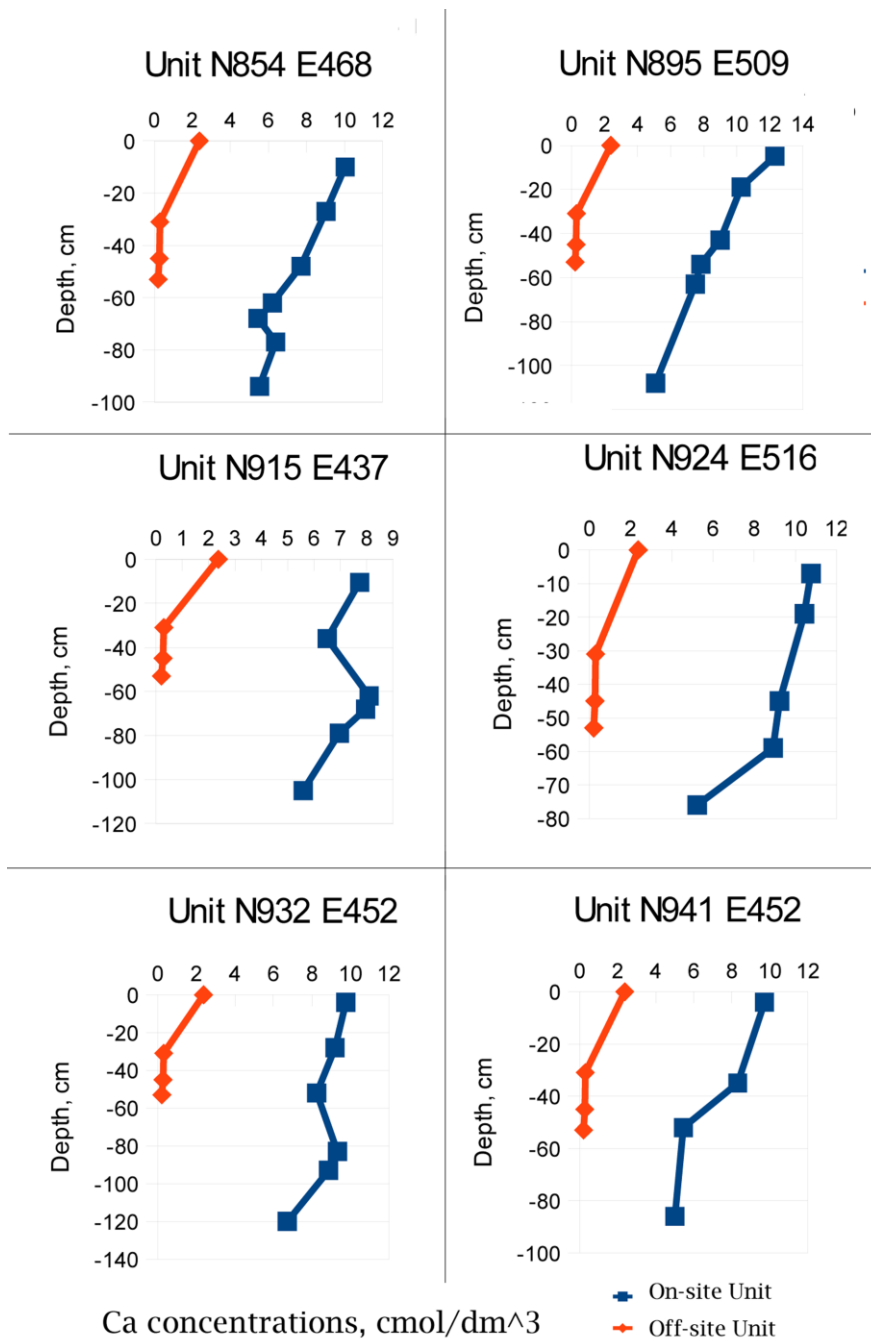 Unit N854 E468
0 2 4 6 8 10 12
0
-20
-40
-60
-80
-100
Depth, cm
Unit N895 E509
0 2 4 6 8 10 12 14
0
-20
-40
-60
-80
-100
Depth, cm
Unit N915 E437
0 1 2 3 4 5 6 7 8 9
0
-20
-40
-60
-80
-100
-120
Depth, cm
Unit N924 E516
0 2 4 6 8 10 12
0
-10
-20
-30
-40
-50
-60
-70
-80
Depth, cm
Unit N932 E452
0 2 4 6 8 10 12
0
-20
-40
-60
-80
-100
-120
-140
Depth, cm
Unit N941 E452
0 2 4 6 8 10 12
0
-20
-40
-60
-80
-100
Depth, cm
On-site Unit
Off-site Unit
Ca concentrations, cmol/dm^3